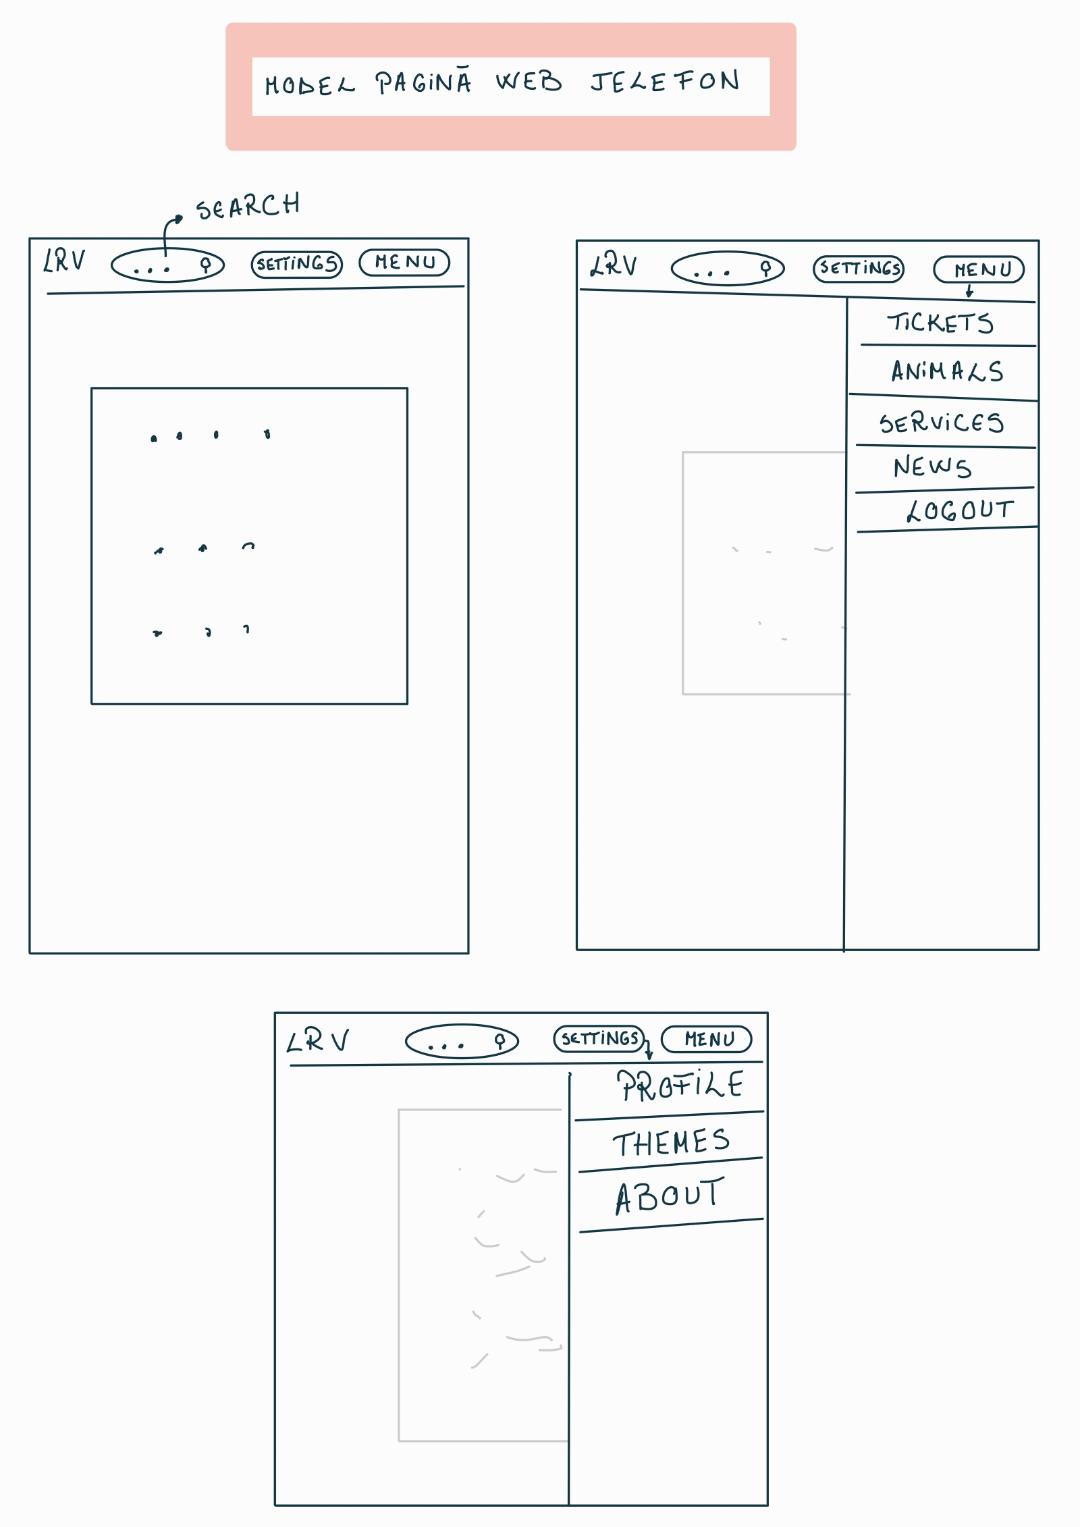 MODEL PAGINĂ WEB TELEFON
SEARCH
LRV ... SETTINGS MENU
LRV ... SETTINGS MENU
TICKETS
ANIMALS
SERVICES
NEWS
LOGOUT
LRV ... SETTINGS MENU
PROFILE
THEMES
ABOUT